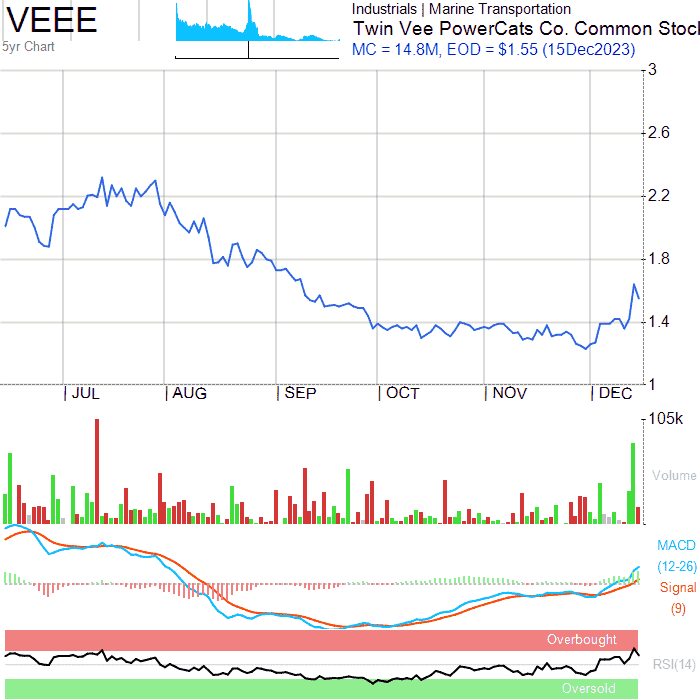 VEEE
5yr Chart
Industrials | Marine Transportation
Twin Vee PowerCats Co. Common Stock
MC = 14.8M, EOD = $1.55 (15Dec2023)
3
2.6
2.2
1.8
1.4
1
JUL AUG SEP OCT NOV DEC
105k
Volume
MACD
(12-26)
Signal
(9)
Overbought
RSI(14)
Oversold